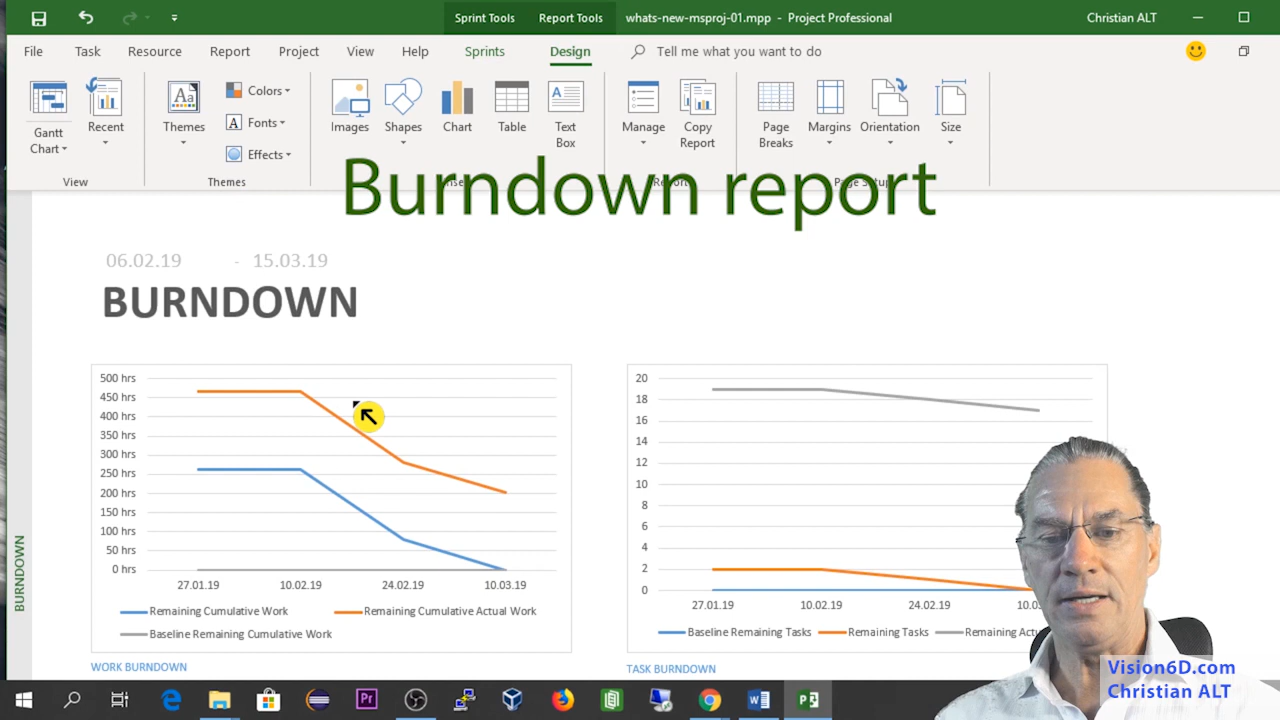 Sprint Tools Report Tools whats-new-msproj-01.mpp - Project Professional Christian ALT
File Task Resource Report Project View Help Sprints Design Tell me what you want to do
Gantt Chart
Recent
Themes
Colors
Fonts
Effects
Images
Shapes
Chart
Table
Text Box
Manage
Copy Report
Page Breaks
Margins
Orientation
Size
View Themes
Burndown report
06.02.19 - 15.03.19
BURNDOWN
500 hrs
450 hrs
400 hrs
350 hrs
300 hrs
250 hrs
200 hrs
150 hrs
100 hrs
50 hrs
0 hrs
27.01.19 10.02.19 24.02.19 10.03.19
Remaining Cumulative Work Remaining Cumulative Actual Work
Baseline Remaining Cumulative Work
WORK BURNDOWN
20
18
16
14
12
10
8
6
4
2
0
27.01.19 10.02.19 24.02.19
Baseline Remaining Tasks Remaining Tasks Remaining
TASK BURNDOWN
BURNDOWN
Vision6D.com
Christian ALT